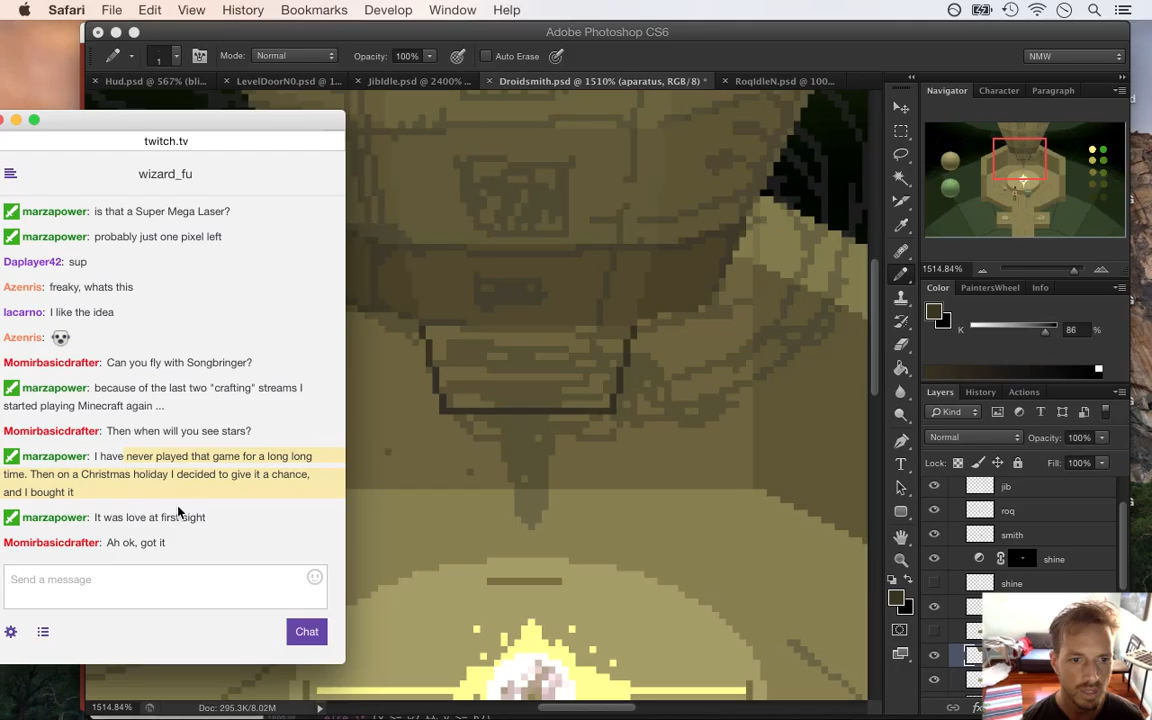 Safari File Edit View History Bookmarks Develop Window Help
Adobe Photoshop CS6
1 Mode: Normal Opacity: 100% Auto Erase NMW
Hud.psd @ 567% (bli... LevelDoorN0.psd @ 1... JibIdle.psd @ 2400% ... Droidsmith.psd @ 1510% (aparatus, RGB/8) * RoqIdleN.psd @ 100...
twitch.tv
wizard_fu
marzapower: is that a Super Mega Laser?
marzapower: probably just one pixel left
Daplayer42: sup
Azenris: freaky, whats this
lacarno: I like the idea
Azenris:
Momirbasicdrafter: Can you fly with Songbringer?
marzapower: because of the last two "crafting" streams I
started playing Minecraft again ...
Momirbasicdrafter: Then when will you see stars?
marzapower: I have never played that game for a long long
time. Then on a Christmas holiday I decided to give it a chance,
and I bought it
marzapower: It was love at first sight
Momirbasicdrafter: Ah ok, got it
Send a message
Chat
1514.84% Doc: 295.3K/8.02M
Navigator Character Paragraph
1514.84%
Color PaintersWheel Info
K 86 %
Layers History Actions
Kind
Normal Opacity: 100%
Lock: Fill: 100%
jib
roq
smith
shine
shine